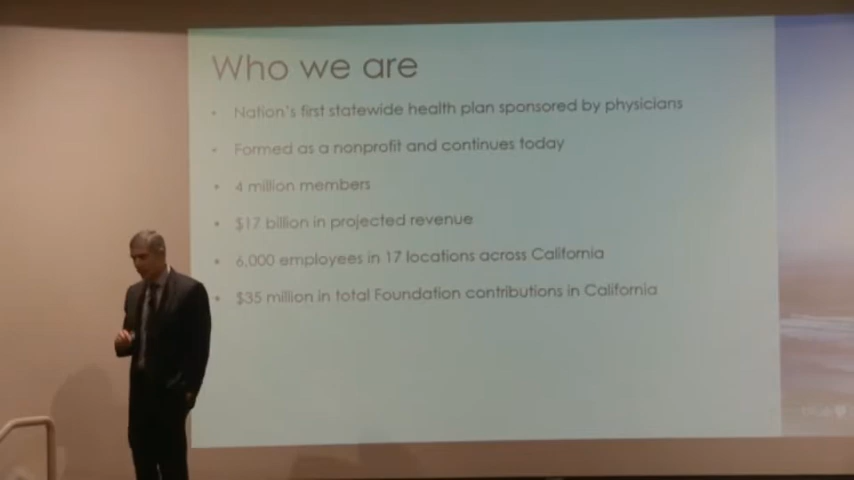 Who we are
• Nation's first statewide health plan sponsored by physicians
• Formed as a nonprofit and continues today
• 4 million members
• $17 billion in projected revenue
• 6,000 employees in 17 locations across California
• $35 million in total Foundation contributions in California
blue